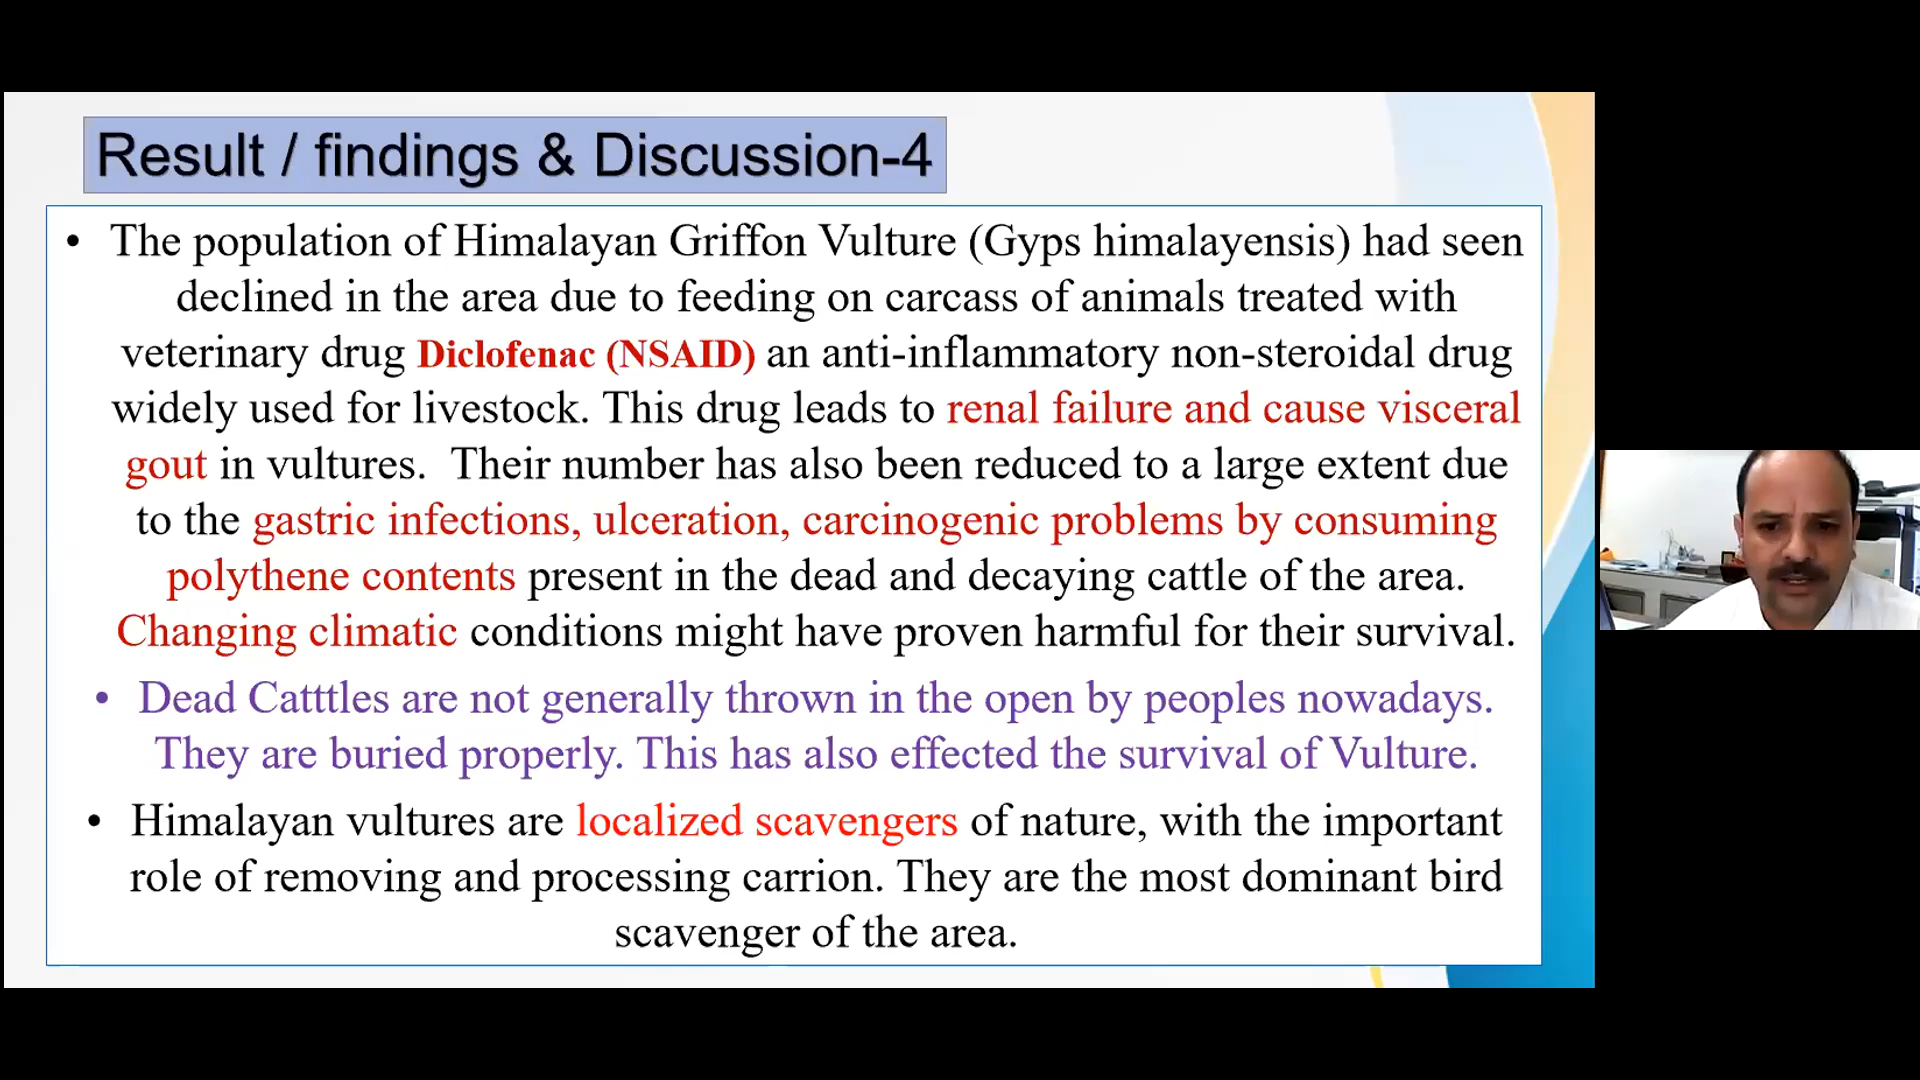 Result / findings & Discussion-4
• The population of Himalayan Griffon Vulture (Gyps himalayensis) had seen
declined in the area due to feeding on carcass of animals treated with
veterinary drug Diclofenac (NSAID) an anti-inflammatory non-steroidal drug
widely used for livestock. This drug leads to renal failure and cause visceral
gout in vultures.  Their number has also been reduced to a large extent due
to the gastric infections, ulceration, carcinogenic problems by consuming
polythene contents present in the dead and decaying cattle of the area.
Changing climatic conditions might have proven harmful for their survival.
• Dead Catttles are not generally thrown in the open by peoples nowadays.
They are buried properly. This has also effected the survival of Vulture.
• Himalayan vultures are localized scavengers of nature, with the important
role of removing and processing carrion. They are the most dominant bird
scavenger of the area.